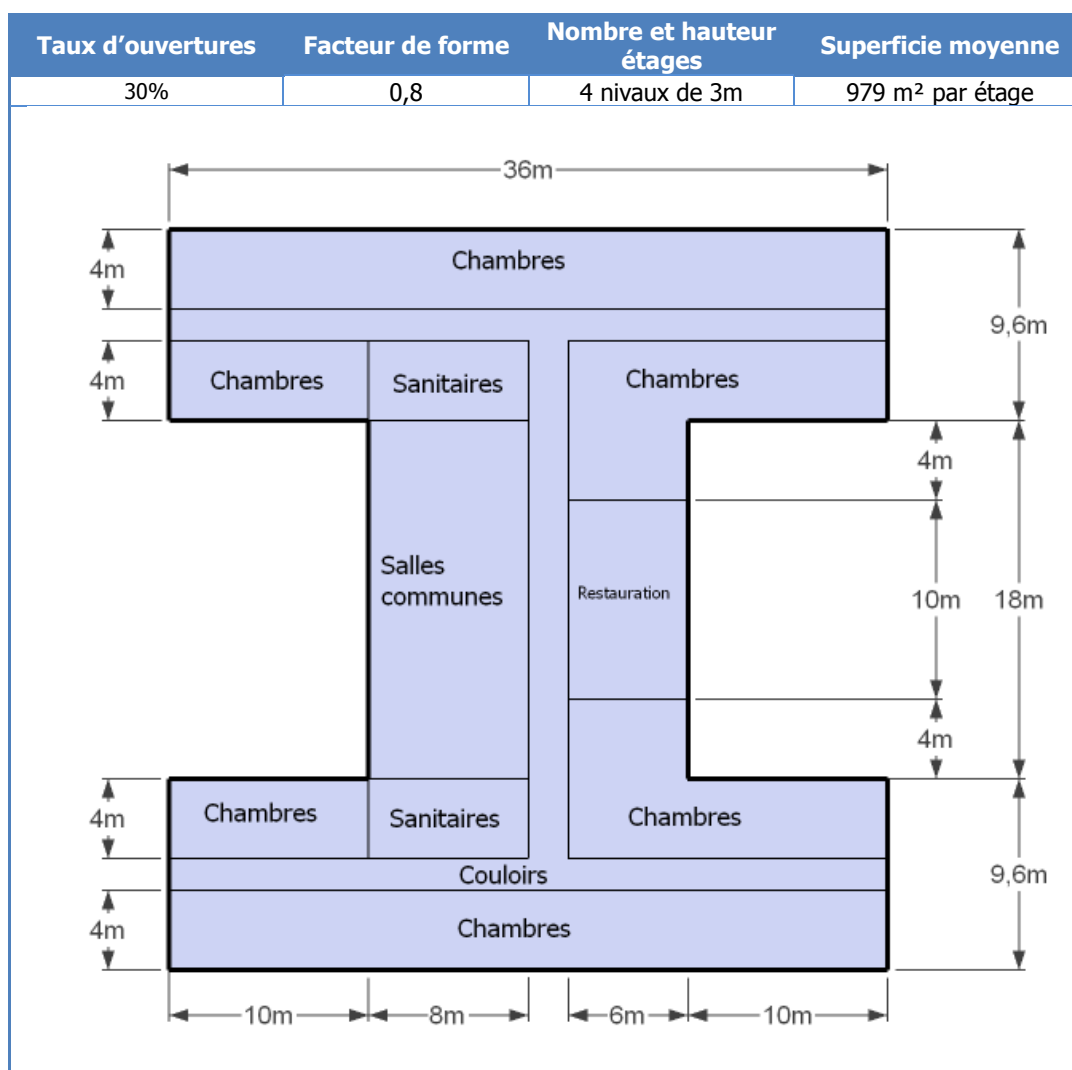 Taux d’ouvertures Facteur de forme Nombre et hauteur étages Superficie moyenne
30% 0,8 4 nivaux de 3m 979 m² par étage
36m
4m
Chambres
9,6m
4m
Chambres
Sanitaires
Chambres
4m
Salles
communes
Restauration
10m
18m
4m
4m
Chambres
Sanitaires
Chambres
Couloirs
9,6m
4m
Chambres
10m
8m
6m
10m